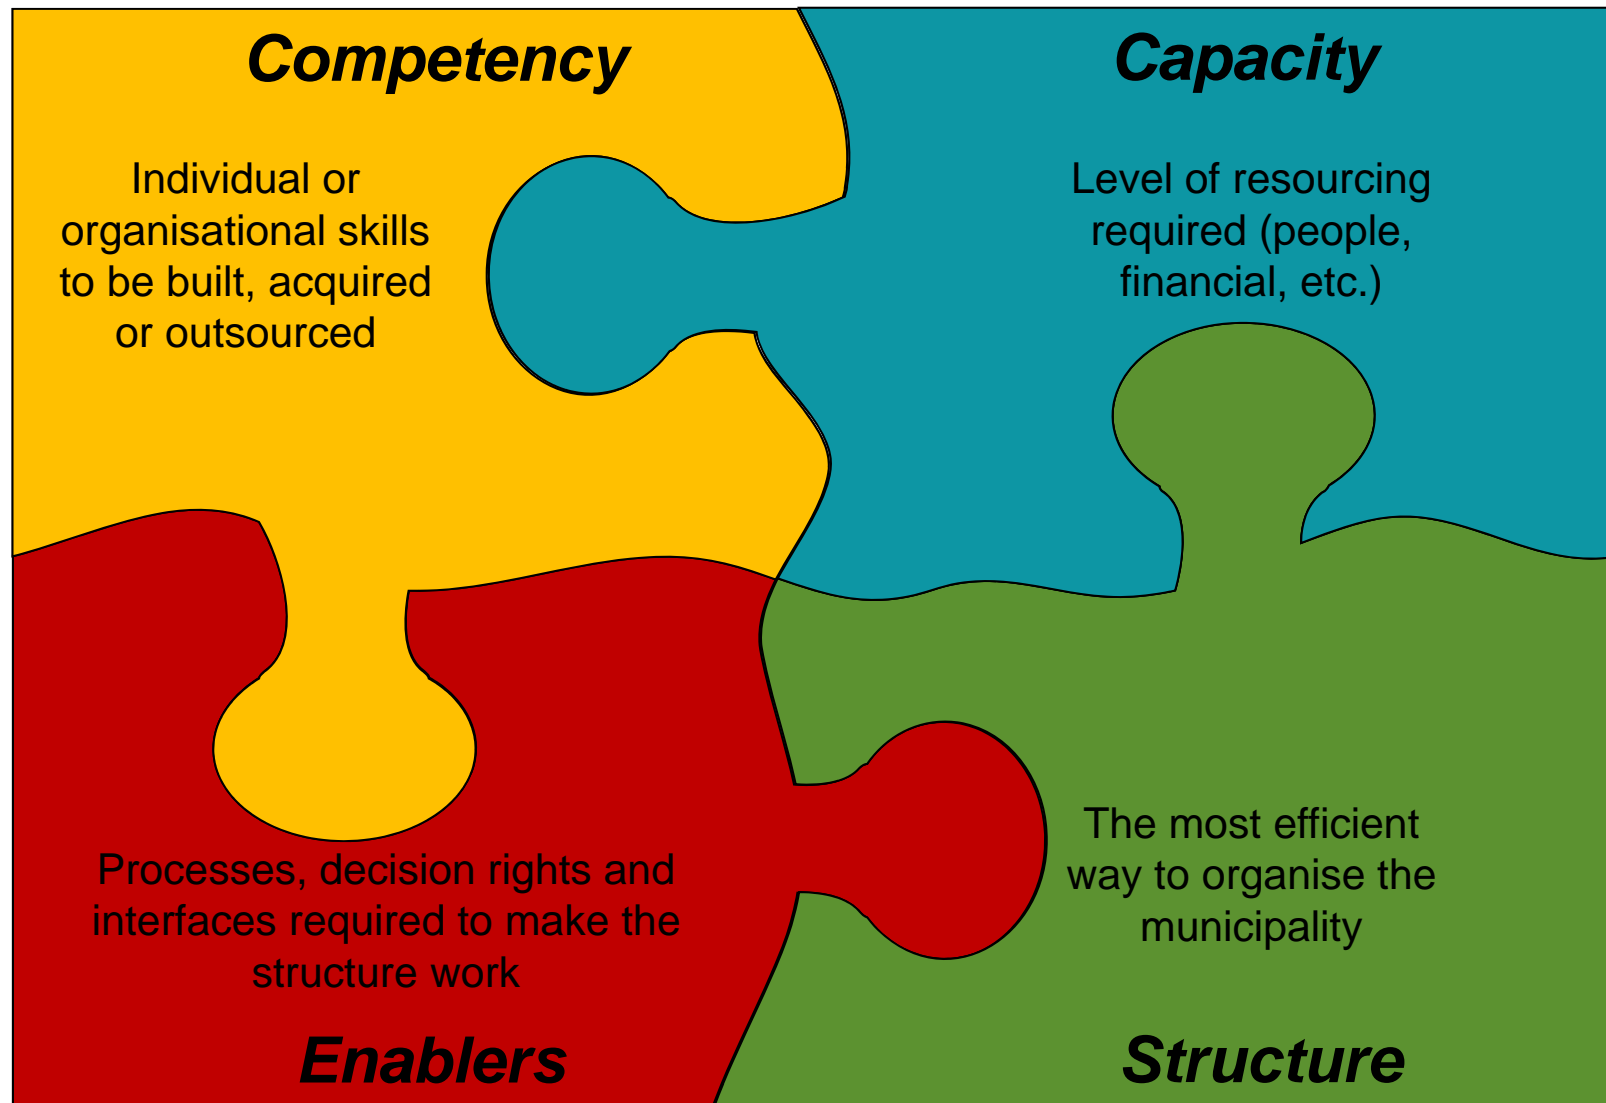 Competency
Individual or
organisational skills
to be built, acquired
or outsourced
Capacity
Level of resourcing
required (people,
financial, etc.)
Processes, decision rights and
interfaces required to make the
structure work
Enablers
The most efficient
way to organise the
municipality
Structure